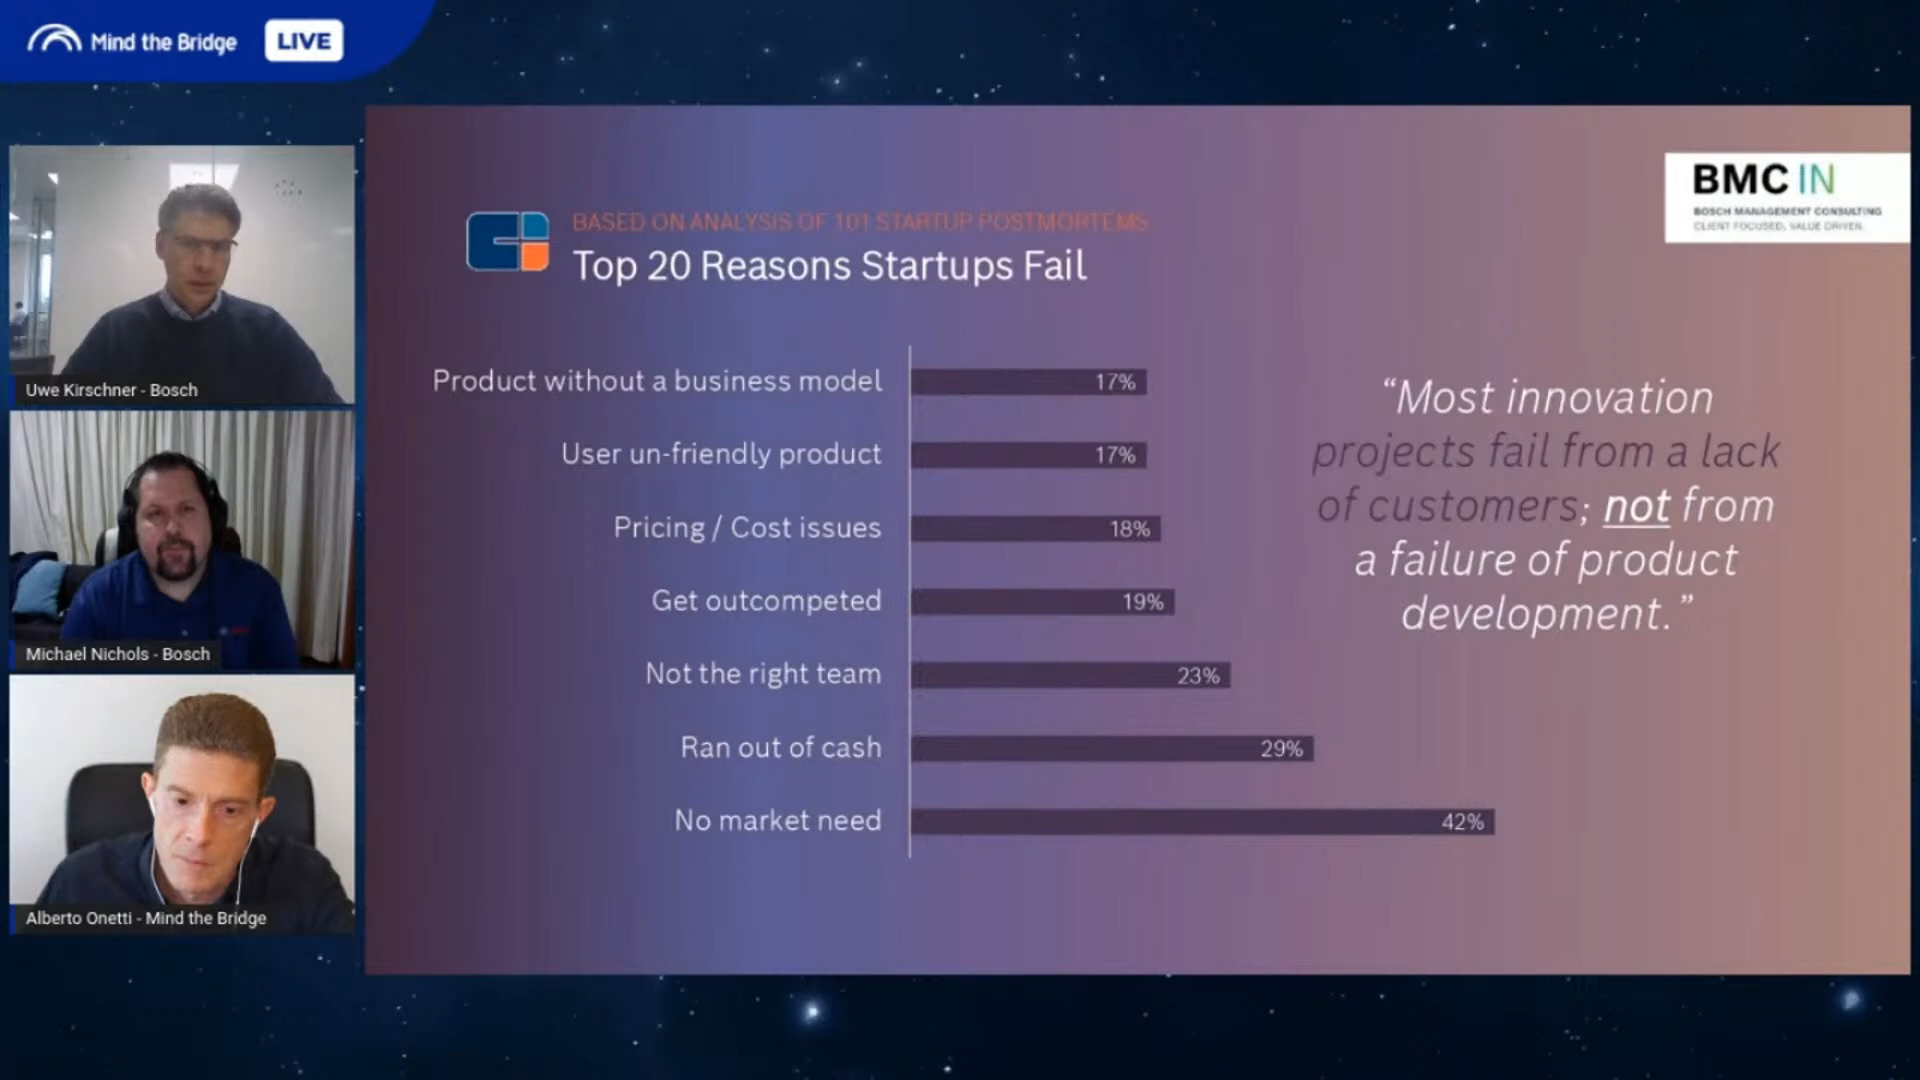 Mind the Bridge LIVE
Uwe Kirschner - Bosch
Michael Nichols - Bosch
Alberto Onetti - Mind the Bridge
BMC IN
BOSCH MANAGEMENT CONSULTING
CLIENT FOCUSED, VALUE DRIVEN.
BASED ON ANALYSIS OF 101 STARTUP POSTMORTEMS
Top 20 Reasons Startups Fail
Product without a business model 17%
User un-friendly product 17%
Pricing / Cost issues 18%
Get outcompeted 19%
Not the right team 23%
Ran out of cash 29%
No market need 42%
“Most innovation
projects fail from a lack
of customers; not from
a failure of product
development.”